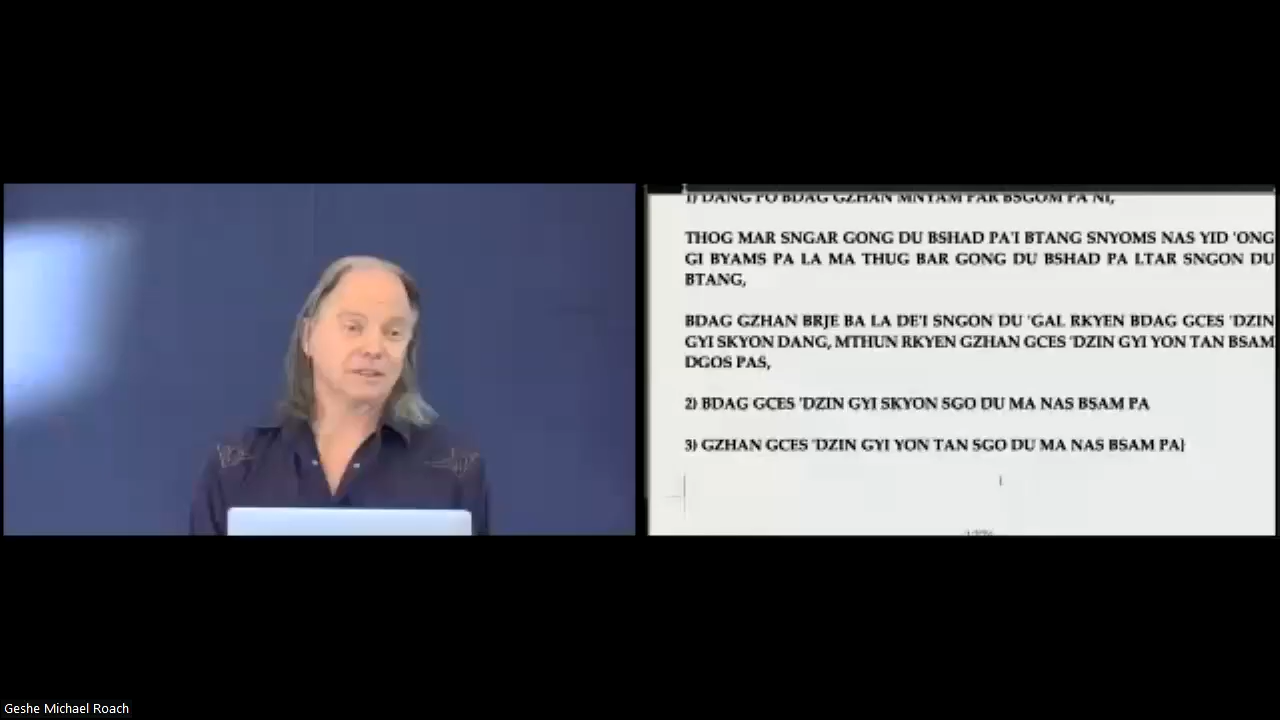 1) DANG PO BDAG GZHAN MNYAM PAR BSGOM PA NI,
THOG MAR SNGAR GONG DU BSHAD PA'I BTANG SNYOMS NAS YID 'ONG
GI BYAMS PA LA MA THUG BAR GONG DU BSHAD PA LTAR SNGON DU
BTANG,
BDAG GZHAN BRJE BA LA DE'I SNGON DU 'GAL RKYEN BDAG GCES 'DZIN
GYI SKYON DANG, MTHUN RKYEN GZHAN GCES 'DZIN GYI YON TAN BSAM
DGOS PAS,
2) BDAG GCES 'DZIN GYI SKYON SGO DU MA NAS BSAM PA
3) GZHAN GCES 'DZIN GYI YON TAN SGO DU MA NAS BSAM PA}
Geshe Michael Roach